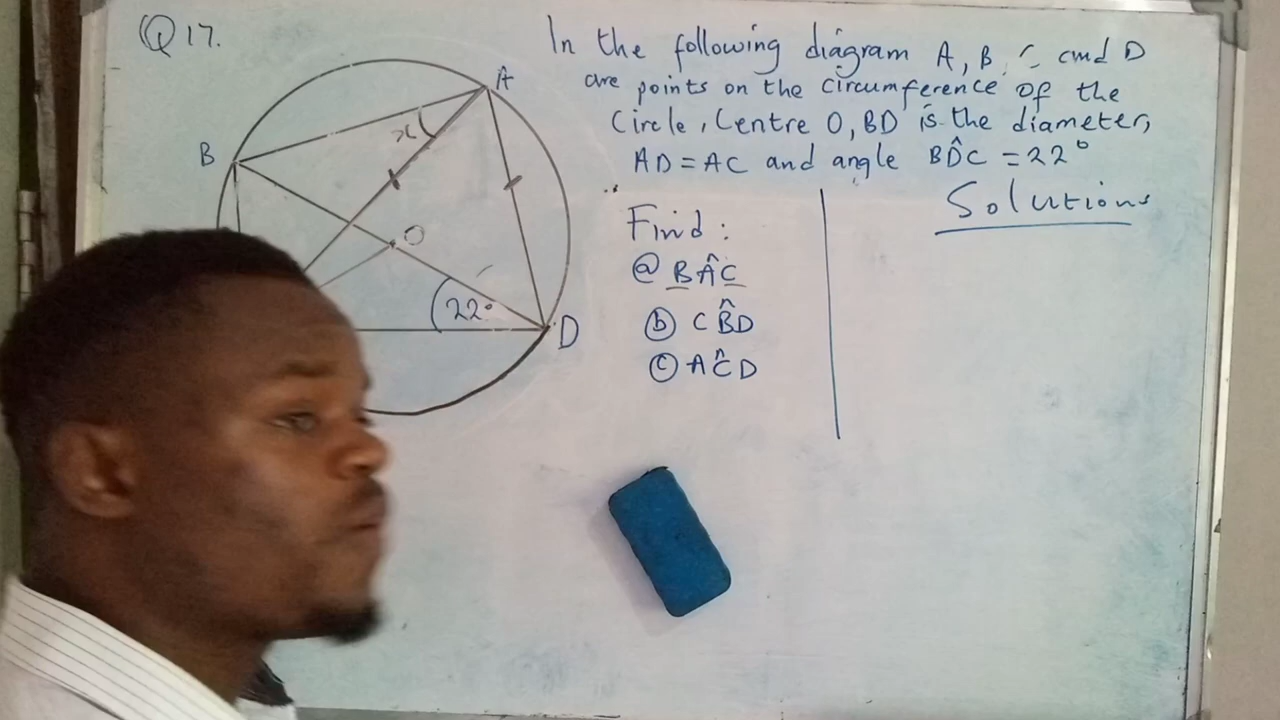 Q17.
In the following diagram A, B, C and D
are points on the circumference of the
Circle, Centre O, BD is the diameter,
AD = AC and angle BD̂C = 22°
Solutions
Find:
ⓐ BÂC
ⓑ CB̂D
ⓒ AĈD
A
x
B
O
22°
D